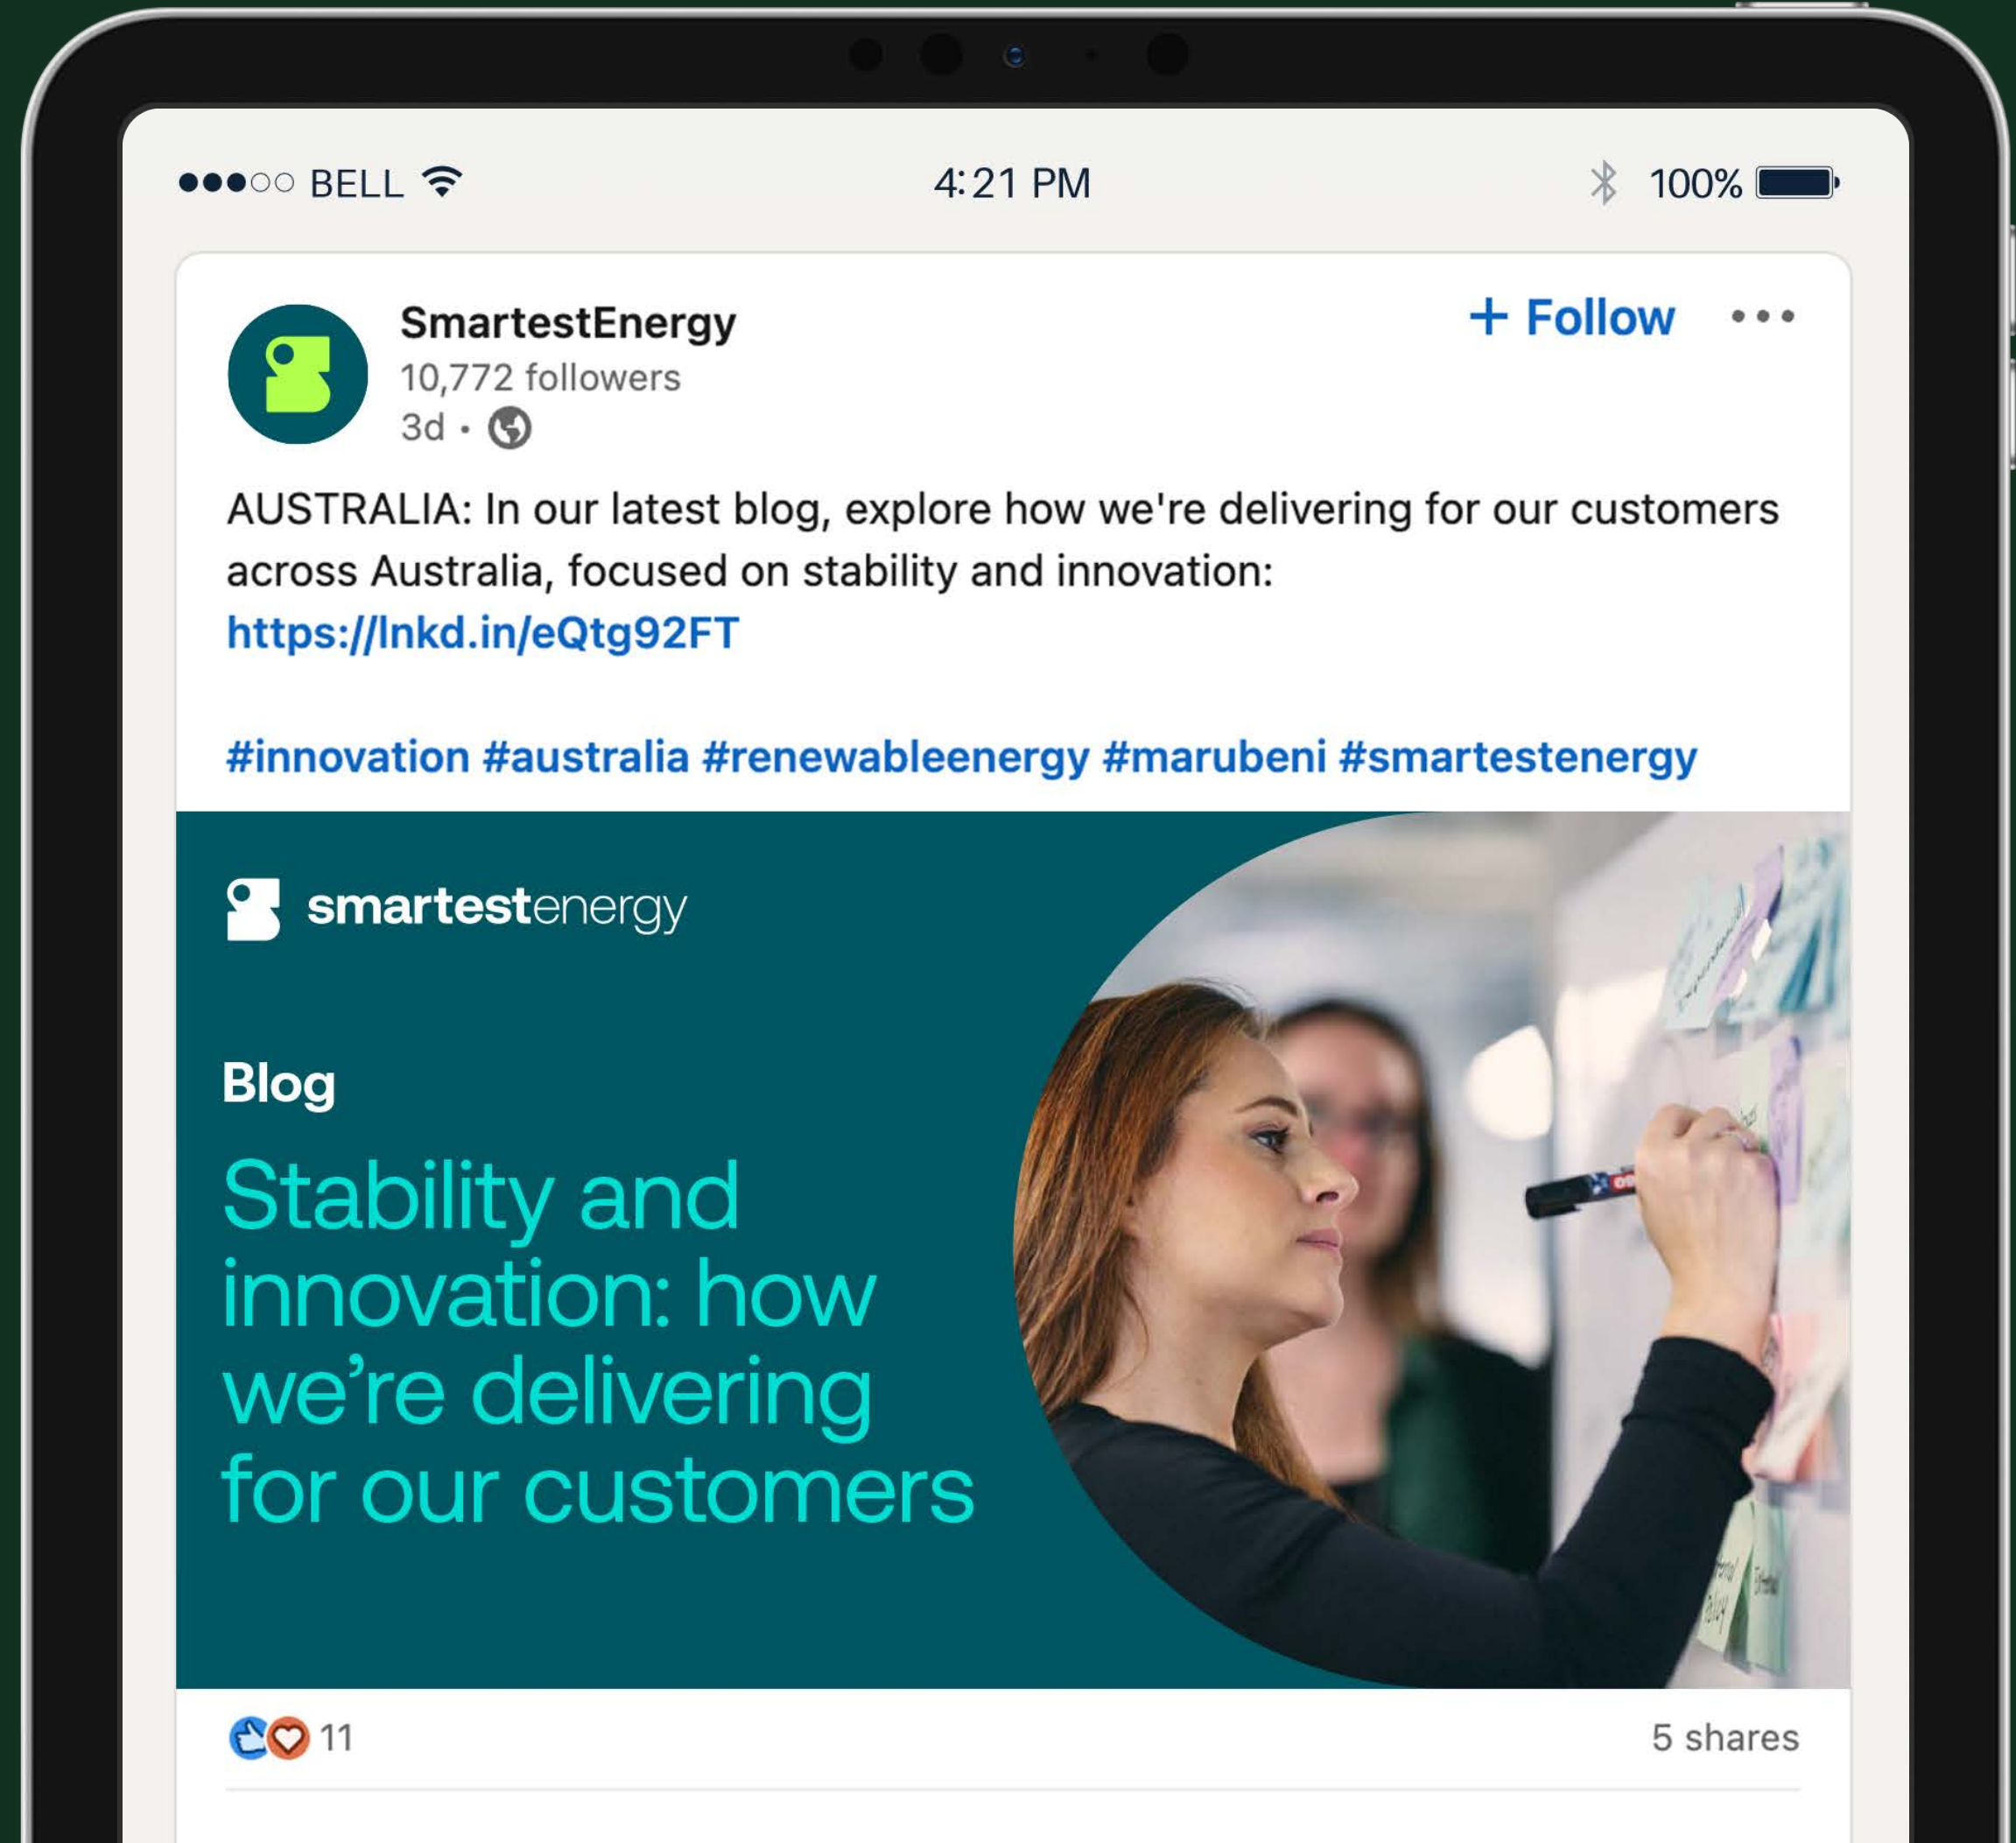 BELL
4:21 PM
100%
SmartestEnergy
+ Follow
10,772 followers
3d •
AUSTRALIA: In our latest blog, explore how we're delivering for our customers
across Australia, focused on stability and innovation:
https://lnkd.in/eQtg92FT
#innovation #australia #renewableenergy #marubeni #smartestenergy
smartestenergy
Blog
Stability and
innovation: how
we’re delivering
for our customers
Policy
11
5 shares